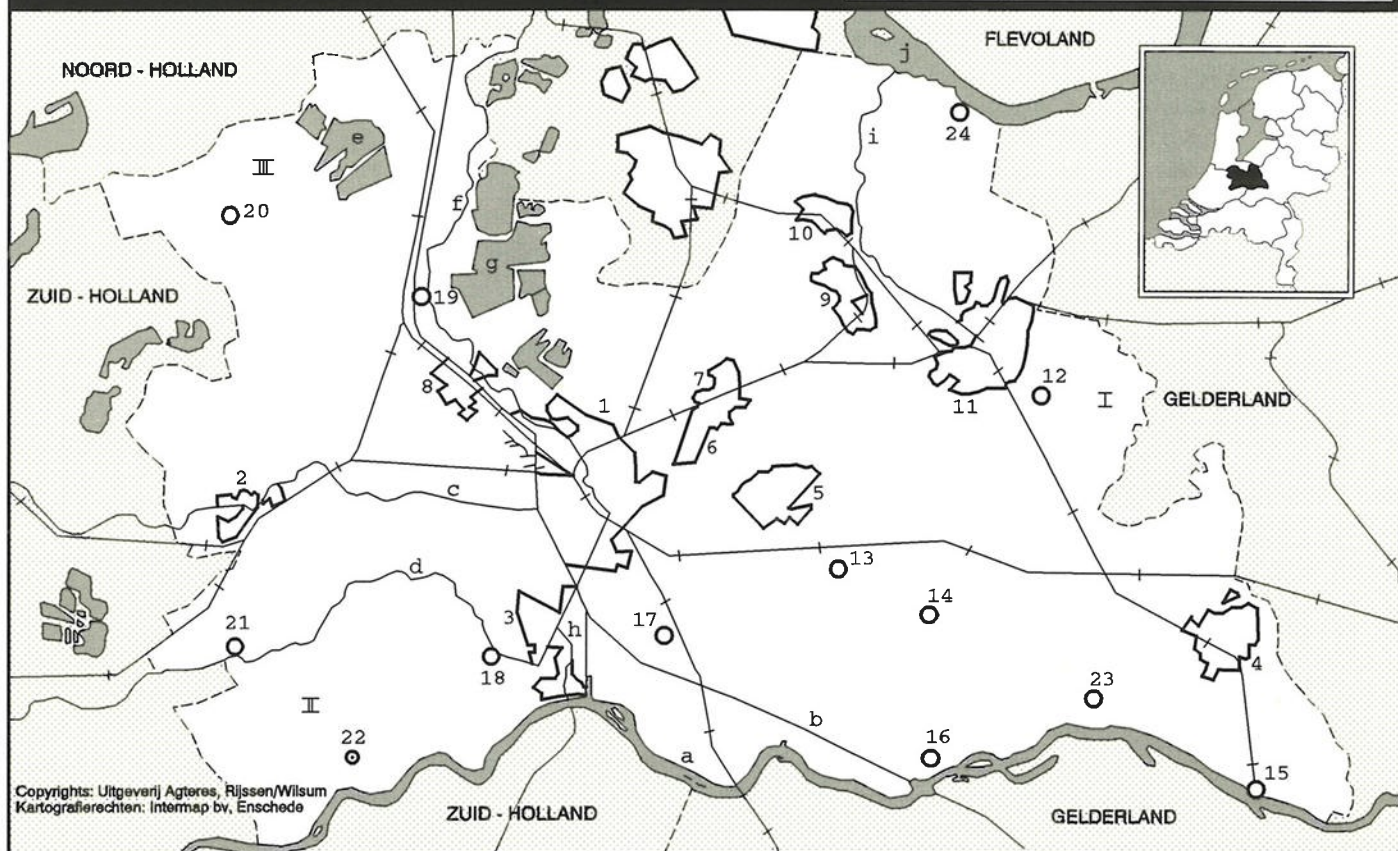 FLEVOLAND
NOORD - HOLLAND
j
24
i
e
III
20
f
10
g
9
19
ZUID - HOLLAND
7
8
1
12
I
GELDERLAND
11
6
2
5
c
13
d
14
3
17
h
21
4
18
23
II
b
16
22
a
15
Copyrights: Uitgeverij Agteres, Rijssen/Wilsum
Kartografierechten: Intermap bv, Enschede
ZUID - HOLLAND
GELDERLAND